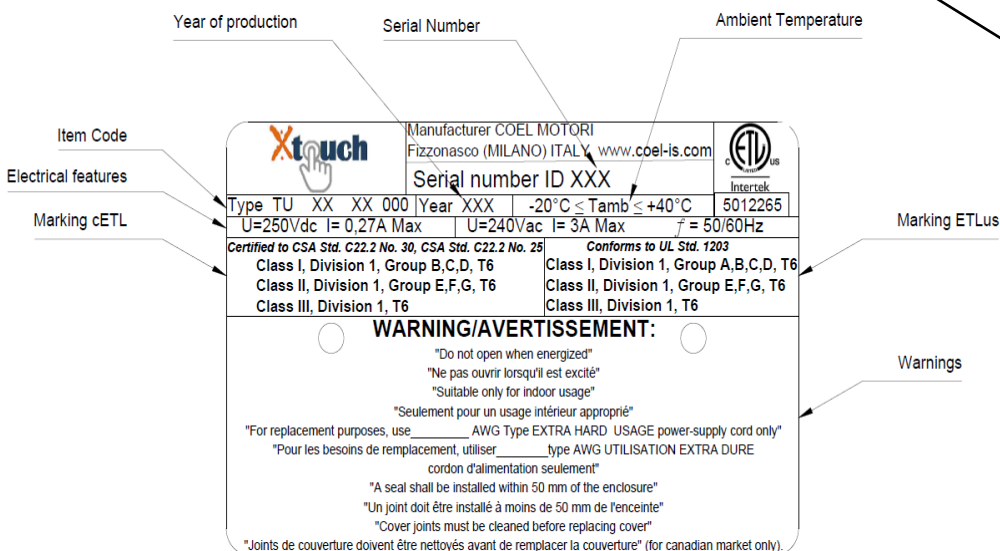 Year of production
Serial Number
Ambient Temperature
Item Code
Electrical features
Marking cETL
Marking ETLus
Warnings
Xtouch
Manufacturer COEL MOTORI
Fizzonasco (MILANO) ITALY www.coel-is.com
Serial number ID XXX
C ETL US
LISTED
Intertek
5012265
Type TU XX XX 000 Year XXX -20°C ≤ Tamb ≤ +40°C
U=250Vdc I= 0,27A Max U=240Vac I= 3A Max f = 50/60Hz
Certified to CSA Std. C22.2 No. 30, CSA Std. C22.2 No. 25
Class I, Division 1, Group B,C,D, T6
Class II, Division 1, Group E,F,G, T6
Class III, Division 1, T6
Conforms to UL Std. 1203
Class I, Division 1, Group A,B,C,D, T6
Class II, Division 1, Group E,F,G, T6
Class III, Division 1, T6
WARNING/AVERTISSEMENT:
"Do not open when energized"
"Ne pas ouvrir lorsqu'il est excité"
"Suitable only for indoor usage"
"Seulement pour un usage intérieur approprié"
"For replacement purposes, use________ AWG Type EXTRA HARD USAGE power-supply cord only"
"Pour les besoins de remplacement, utiliser_______type AWG UTILISATION EXTRA DURE
cordon d'alimentation seulement"
"A seal shall be installed within 50 mm of the enclosure"
"Un joint doit être installé à moins de 50 mm de l'enceinte"
"Cover joints must be cleaned before replacing cover"
"Joints de couverture doivent être nettoyés avant de remplacer la couverture" (for canadian market only).